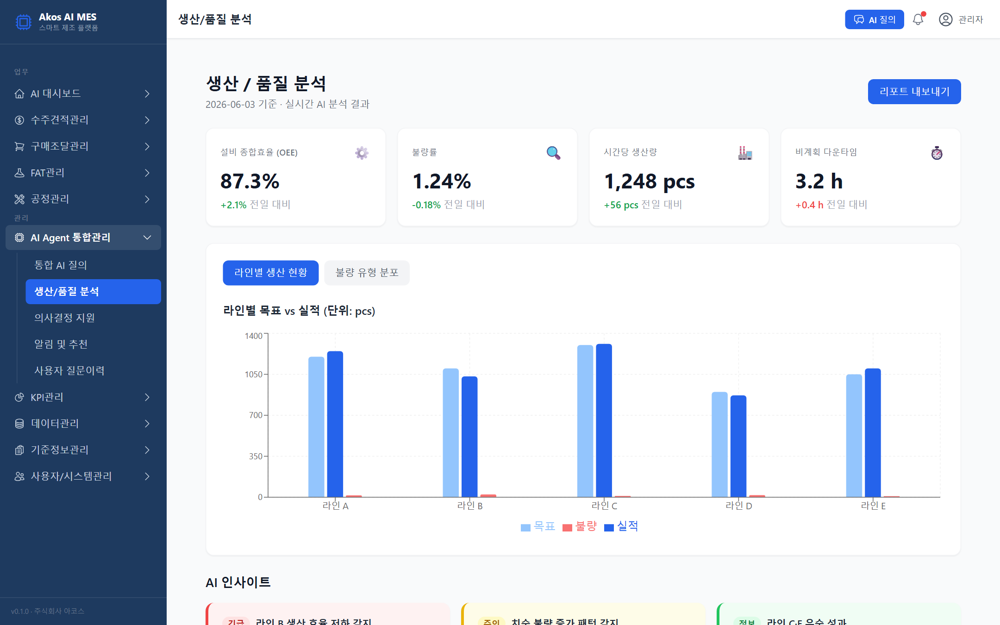 Akos AI MES
스마트 제조 플랫폼
업무
AI 대시보드
수주견적관리
구매조달관리
FAT관리
공정관리
관리
AI Agent 통합관리
통합 AI 질의
생산/품질 분석
의사결정 지원
알림 및 추천
사용자 질문이력
KPI관리
데이터관리
기준정보관리
사용자/시스템관리
v0.1.0 · 주식회사 아코스
생산/품질 분석
AI 질의
관리자
생산 / 품질 분석
2026-06-03 기준 · 실시간 AI 분석 결과
리포트 내보내기
설비 종합효율 (OEE)
87.3%
+2.1% 전일 대비
불량률
1.24%
-0.18% 전일 대비
시간당 생산량
1,248 pcs
+56 pcs 전일 대비
비계획 다운타임
3.2 h
+0.4 h 전일 대비
라인별 생산 현황
불량 유형 분포
라인별 목표 vs 실적 (단위: pcs)
1400
1050
700
350
0
라인 A
라인 B
라인 C
라인 D
라인 E
목표
불량
실적
AI 인사이트
긴급
라인 B 생산 효율 저하 감지
주의
치수 불량 증가 패턴 감지
정보
라인 C·E 우수 성과